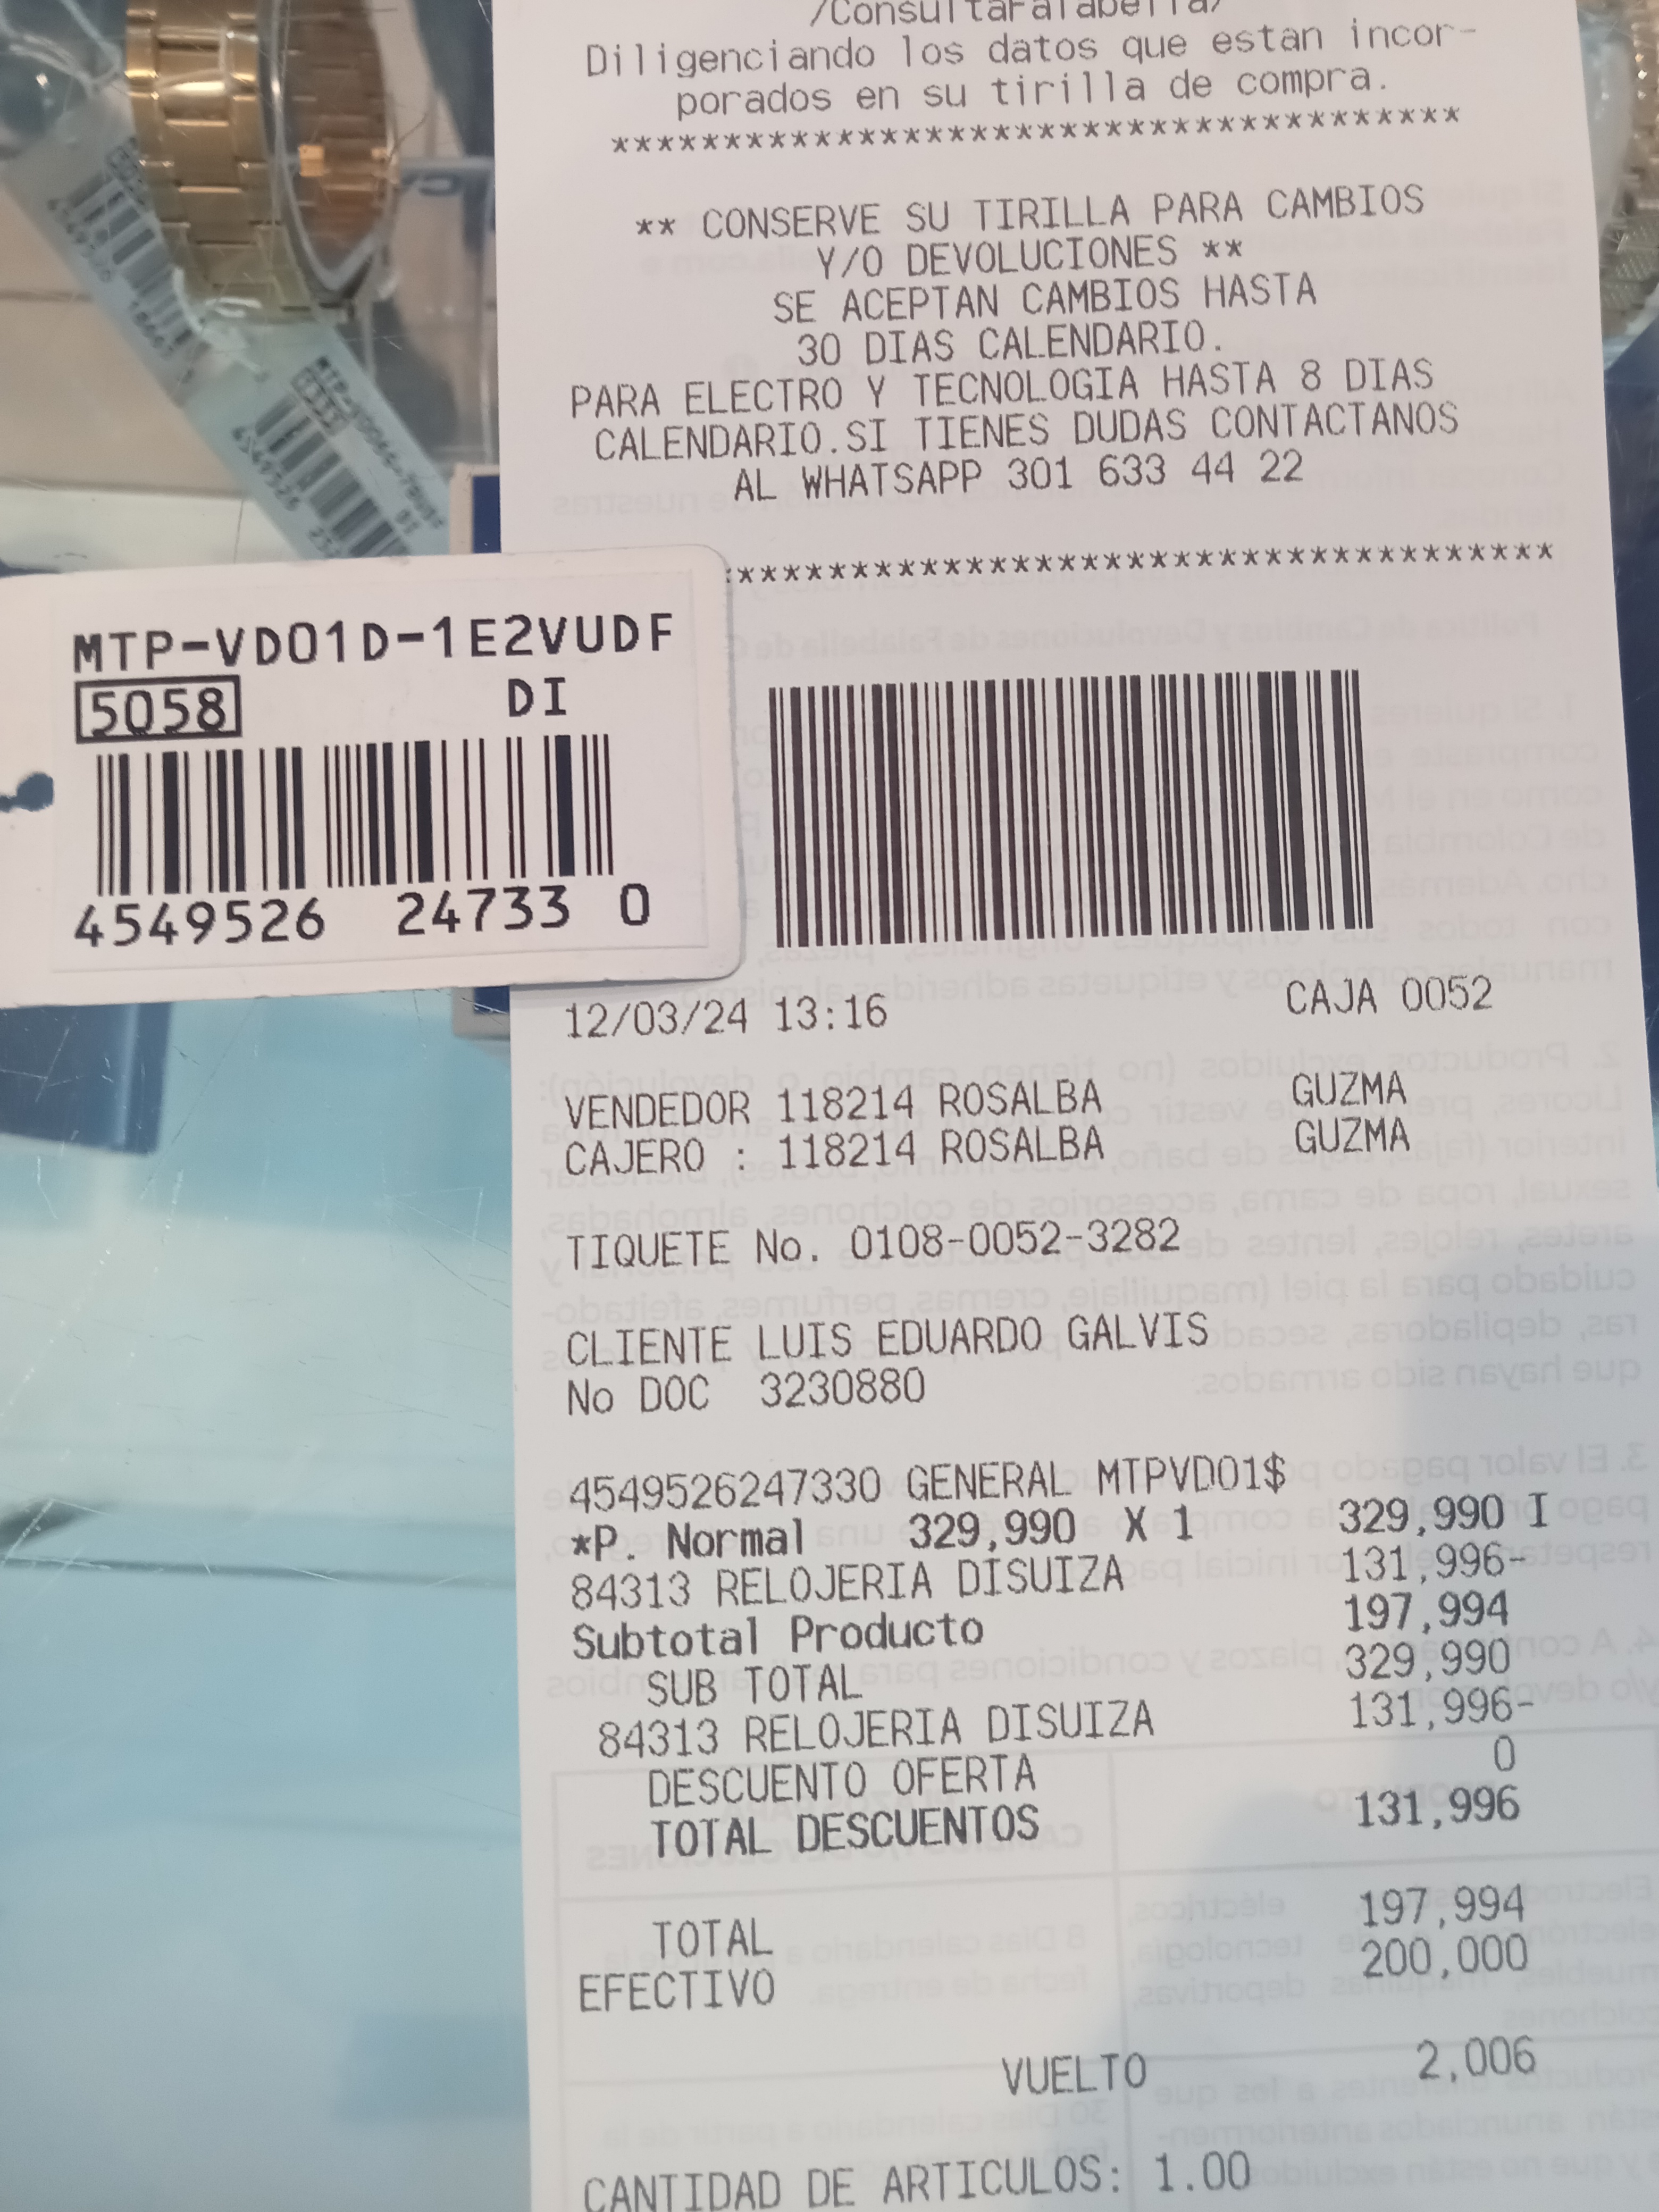 /ConsultaFalabella/
Diligenciando los datos que estan incor-
porados en su tirilla de compra.
*************************************
** CONSERVE SU TIRILLA PARA CAMBIOS
Y/O DEVOLUCIONES **
SE ACEPTAN CAMBIOS HASTA
30 DIAS CALENDARIO.
PARA ELECTRO Y TECNOLOGIA HASTA 8 DIAS
CALENDARIO.SI TIENES DUDAS CONTACTANOS
AL WHATSAPP 301 633 44 22
************************************
MTP-VD01D-1E2VUDF
5058 DI
4549526 24733 0
12/03/24 13:16 CAJA 0052
VENDEDOR 118214 ROSALBA GUZMA
CAJERO : 118214 ROSALBA GUZMA
TIQUETE No. 0108-0052-3282
CLIENTE LUIS EDUARDO GALVIS
No DOC 3230880
4549526247330 GENERAL MTPVD01$
*P. Normal 329,990 X 1 329,990 I
84313 RELOJERIA DISUIZA 131,996-
Subtotal Producto 197,994
SUB TOTAL 329,990
84313 RELOJERIA DISUIZA 131,996-
DESCUENTO OFERTA 0
TOTAL DESCUENTOS 131,996
TOTAL 197,994
EFECTIVO 200,000
VUELTO 2,006
CANTIDAD DE ARTICULOS: 1.00